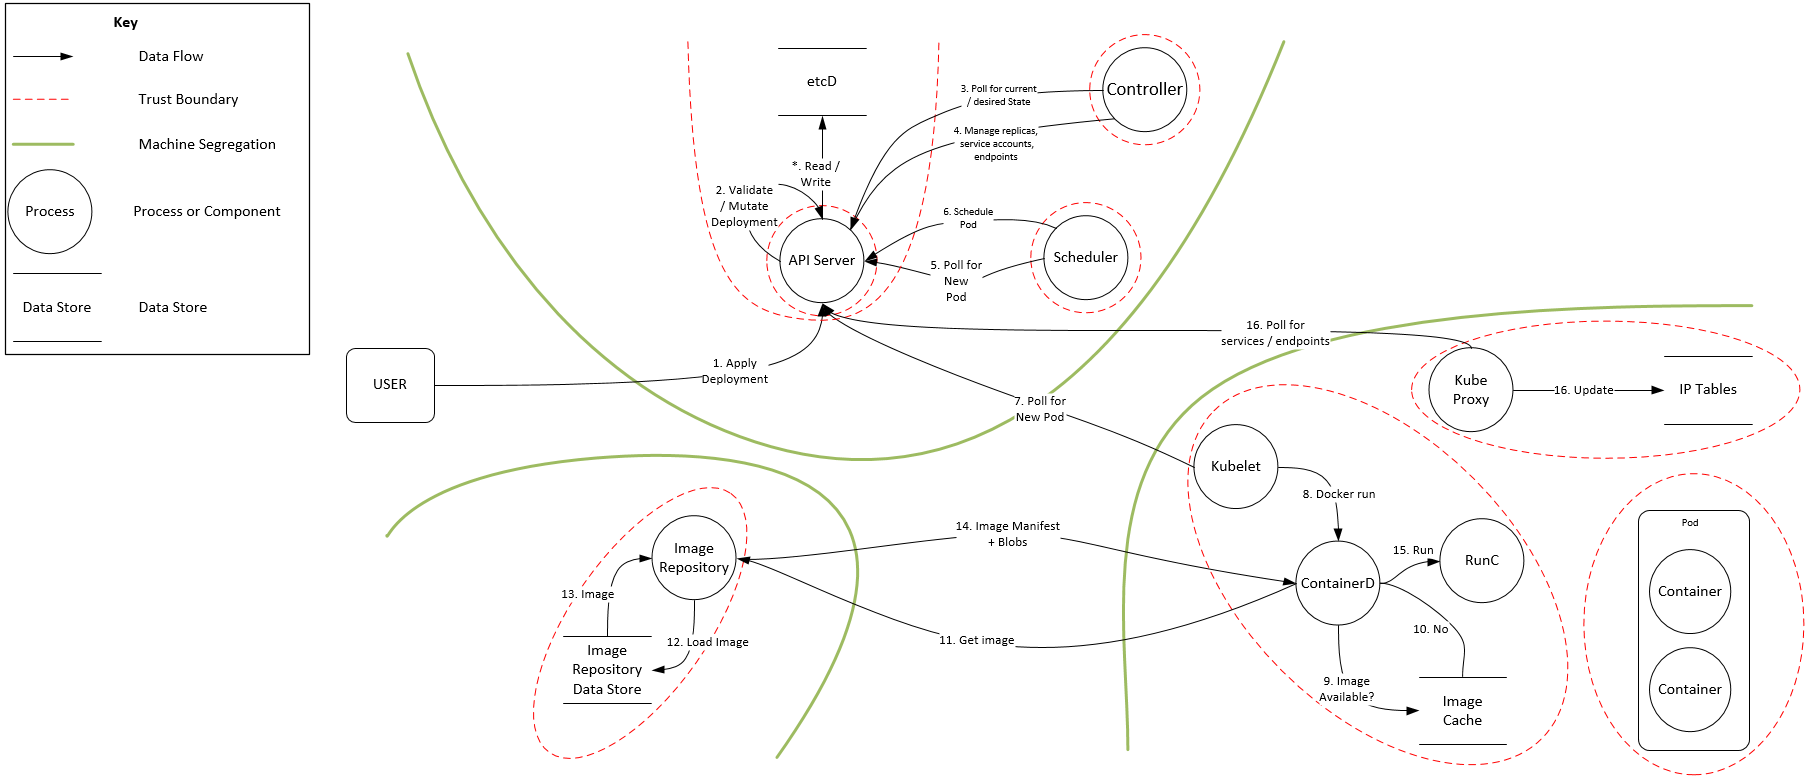 Key
Data Flow
Trust Boundary
Machine Segregation
Process
Process or Component
Data Store
Data Store
etcD
*. Read /
Write
2. Validate
/ Mutate
Deployment
API Server
3. Poll for current
/ desired State
4. Manage replicas,
service accounts,
endpoints
Controller
6. Schedule
Pod
5. Poll for
New
Pod
Scheduler
USER
1. Apply
Deployment
16. Poll for
services / endpoints
7. Poll for
New Pod
Kube
Proxy
16. Update
IP Tables
Kubelet
8. Docker run
14. Image Manifest
+ Blobs
Image
Repository
13. Image
12. Load Image
Image
Repository
Data Store
11. Get image
ContainerD
15. Run
RunC
10. No
9. Image
Available?
Image
Cache
Pod
Container
Container